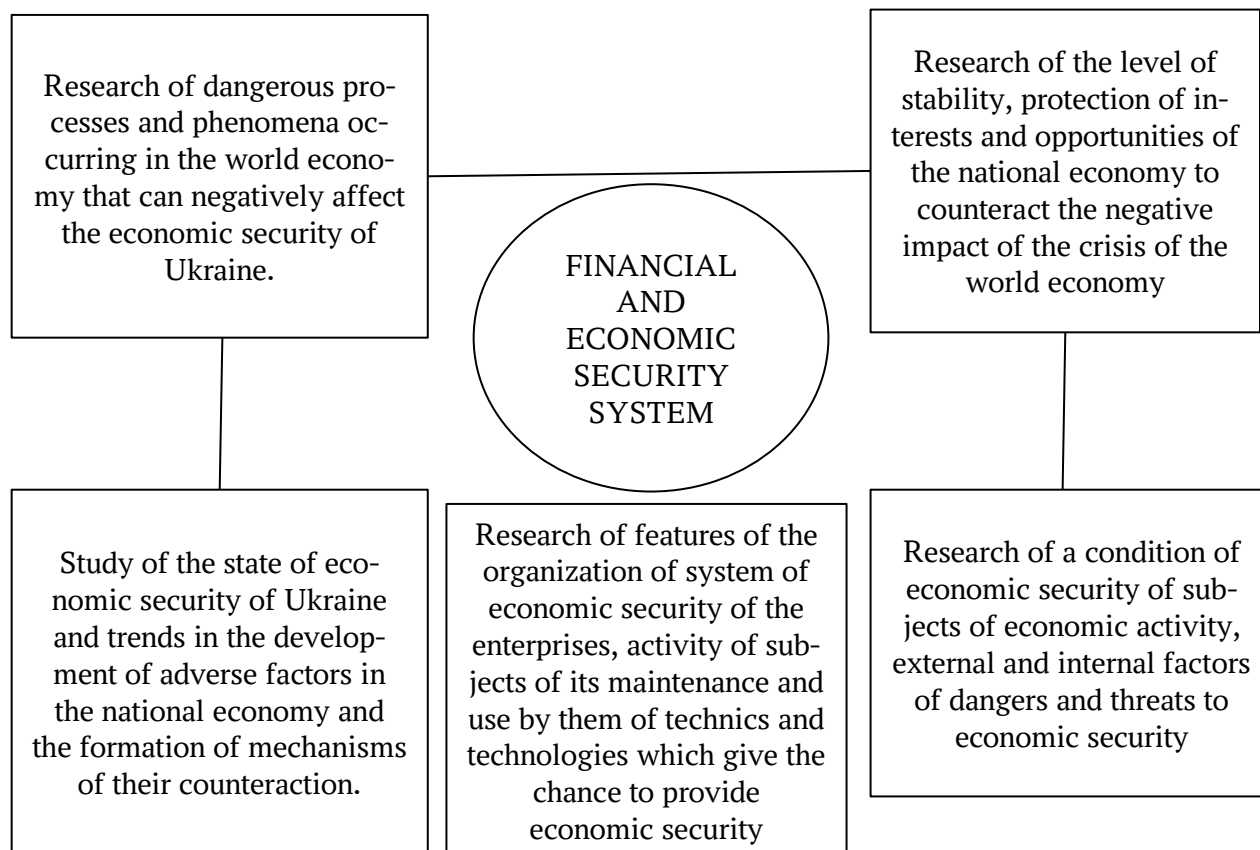 Research of dangerous pro-
cesses and phenomena oc-
curring in the world econo-
my that can negatively affect
the economic security of
Ukraine.
Research of the level of
stability, protection of in-
terests and opportunities of
the national economy to
counteract the negative
impact of the crisis of the
world economy
FINANCIAL
AND
ECONOMIC
SECURITY
SYSTEM
Study of the state of eco-
nomic security of Ukraine
and trends in the develop-
ment of adverse factors in
the national economy and
the formation of mechanisms
of their counteraction.
Research of features of the
organization of system of
economic security of the
enterprises, activity of sub-
jects of its maintenance and
use by them of technics and
technologies which give the
chance to provide
economic security
Research of a condition of
economic security of sub-
jects of economic activity,
external and internal factors
of dangers and threats to
economic security